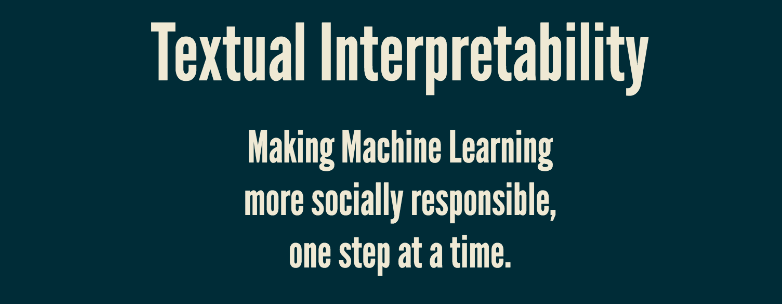 Textual Interpretability
Making Machine Learning
more socially responsible,
one step at a time.